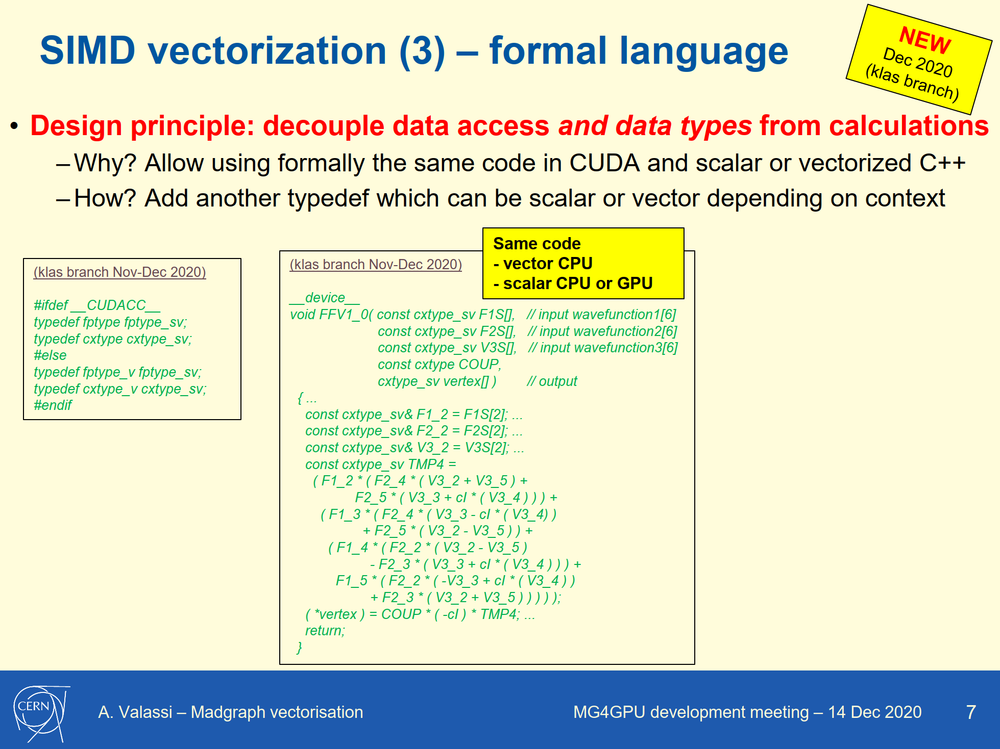 SIMD vectorization (3) – formal language
NEW
Dec 2020
(klas branch)
• Design principle: decouple data access and data types from calculations
– Why? Allow using formally the same code in CUDA and scalar or vectorized C++
– How? Add another typedef which can be scalar or vector depending on context
(klas branch Nov-Dec 2020)
#ifdef __CUDACC__
typedef fptype fptype_sv;
typedef cxtype cxtype_sv;
#else
typedef fptype_v fptype_sv;
typedef cxtype_v cxtype_sv;
#endif
Same code
- vector CPU
- scalar CPU or GPU
(klas branch Nov-Dec 2020)
__device__
void FFV1_0( const cxtype_sv F1S[], // input wavefunction1[6]
const cxtype_sv F2S[], // input wavefunction2[6]
const cxtype_sv V3S[], // input wavefunction3[6]
const cxtype COUP,
cxtype_sv vertex[] ) // output
{ ...
const cxtype_sv& F1_2 = F1S[2]; ...
const cxtype_sv& F2_2 = F2S[2]; ...
const cxtype_sv& V3_2 = V3S[2]; ...
const cxtype_sv TMP4 =
( F1_2 * ( F2_4 * ( V3_2 + V3_5 ) +
F2_5 * ( V3_3 + cI * ( V3_4 ) ) ) +
( F1_3 * ( F2_4 * ( V3_3 - cI * ( V3_4) )
+ F2_5 * ( V3_2 - V3_5 ) ) +
( F1_4 * ( F2_2 * ( V3_2 - V3_5 )
- F2_3 * ( V3_3 + cI * ( V3_4 ) ) ) +
F1_5 * ( F2_2 * ( -V3_3 + cI * ( V3_4 ) )
+ F2_3 * ( V3_2 + V3_5 ) ) ) ) );
( *vertex ) = COUP * ( -cI ) * TMP4; ...
return;
}
CERN
A. Valassi – Madgraph vectorisation
MG4GPU development meeting – 14 Dec 2020
7